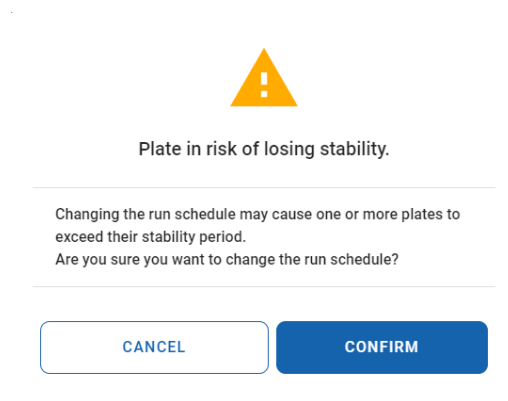 Plate in risk of losing stability.
Changing the run schedule may cause one or more plates to
exceed their stability period.
Are you sure you want to change the run schedule?
CANCEL
CONFIRM